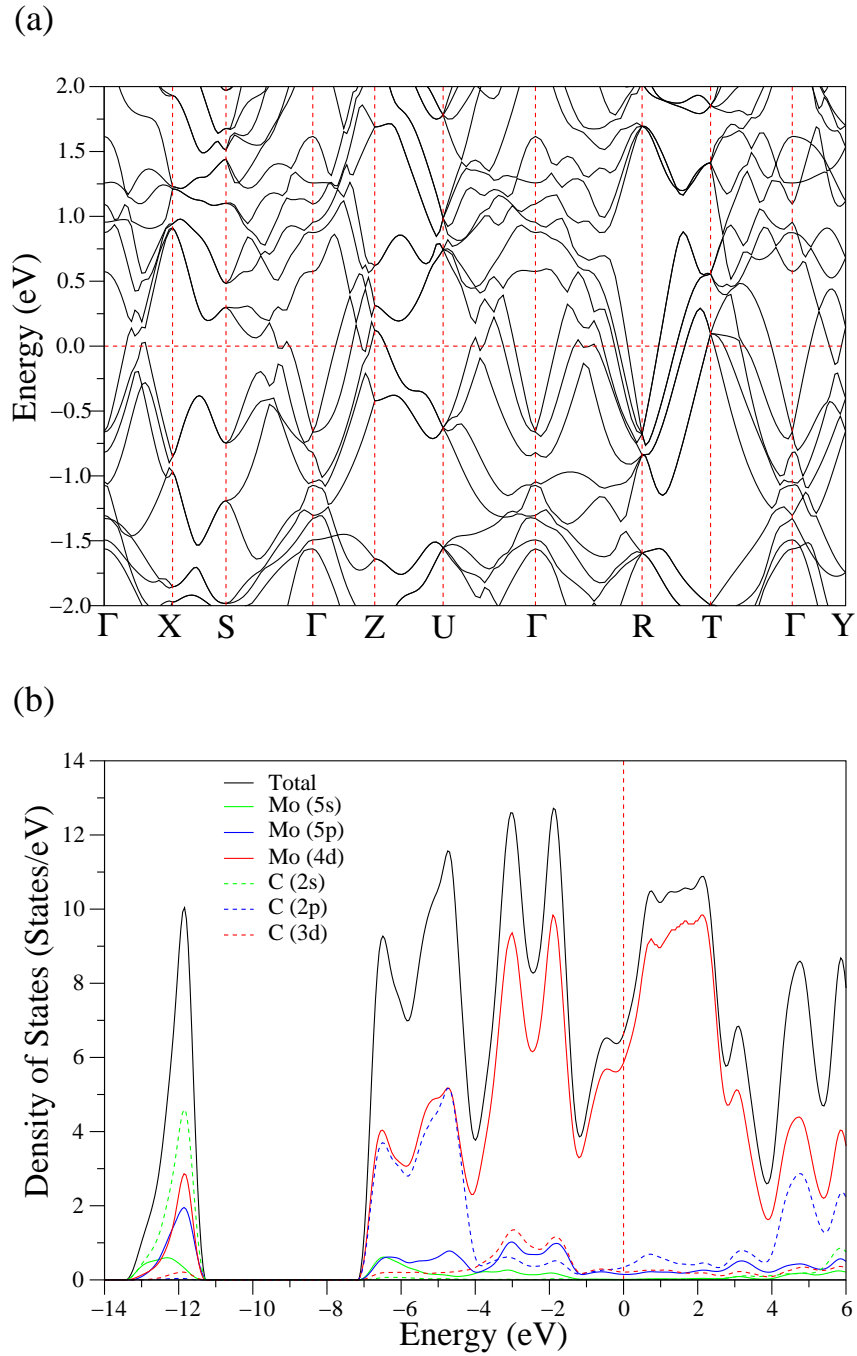 (a)
2.0
1.5
1.0
0.5
0.0
−0.5
−1.0
−1.5
−2.0
Energy (eV)
Γ X S Γ Z U Γ R T Γ Y
(b)
14
12
10
8
6
4
2
0
Density of States (States/eV)
Total
Mo (5s)
Mo (5p)
Mo (4d)
C (2s)
C (2p)
C (3d)
−14 −12 −10 −8 −6 −4 −2 0 2 4 6
Energy (eV)